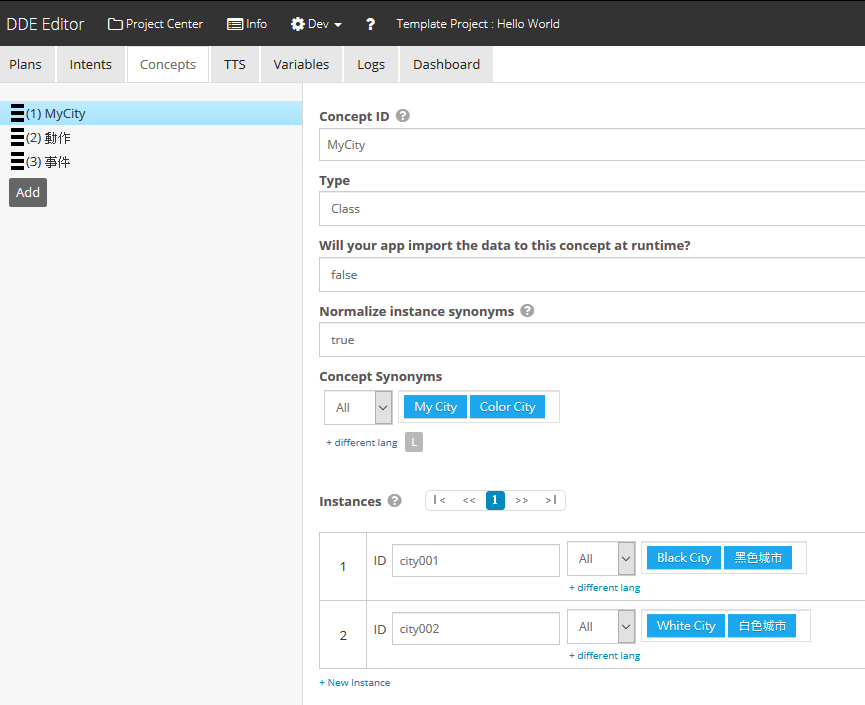 DDE Editor Project Center Info Dev ? Template Project : Hello World
Plans Intents Concepts TTS Variables Logs Dashboard
(1) MyCity
(2) 動作
(3) 事件
Add
Concept ID ?
MyCity
Type
Class
Will your app import the data to this concept at runtime?
false
Normalize instance synonyms ?
true
Concept Synonyms
All My City Color City
+ different lang L
Instances ? |< << 1 >> >|
1 ID city001 All Black City 黑色城市
+ different lang
2 ID city002 All White City 白色城市
+ different lang
+ New Instance